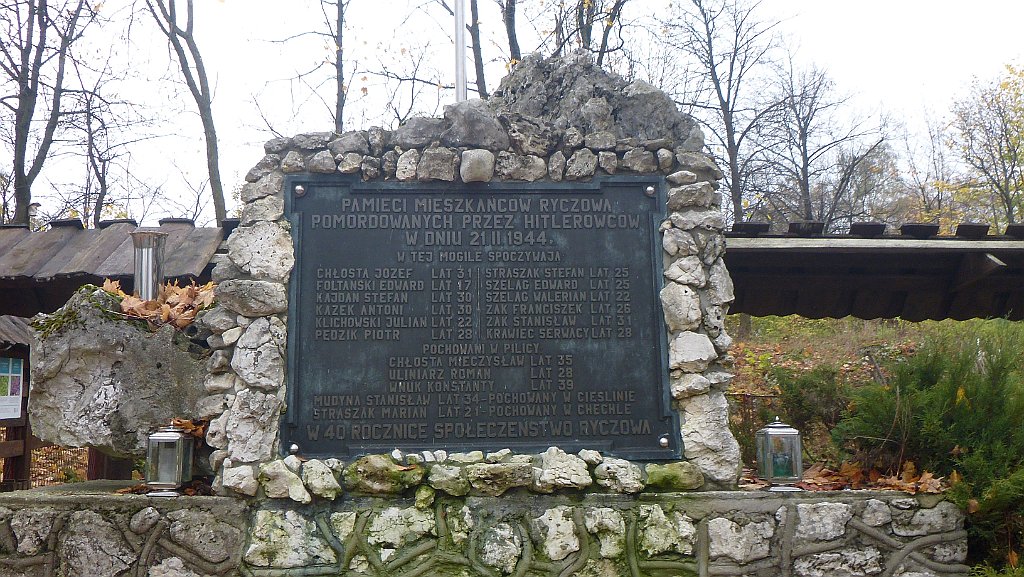 PAMIĘCI MIESZKAŃCÓW RYCZOWA
POMORDOWANYCH PRZEZ HITLEROWCÓW
W DNIU 21 II 1944.
W TEJ MOGILE SPOCZYWAJĄ
CHŁOSTA JÓZEF LAT 31 STRASZAK STEFAN LAT 25
FOLTAŃSKI EDWARD LAT 17 SZELĄG EDWARD LAT 25
KAJDAN STEFAN LAT 30 SZELĄG WALERIAN LAT 25
KAZEK ANTONI LAT 30 ŻAK FRANCISZEK LAT 26
KLICHOWSKI JULIAN LAT 22 ŻAK STANISŁAW LAT 31
PĘDZIK PIOTR LAT 28 KRAWIEC SERWACY LAT 28
POCHOWANI W PILICY
CHŁOSTA MIECZYSŁAW LAT 35
ULINIARZ ROMAN LAT 28
WNUK KONSTANTY LAT 39
MUDYNA STANISŁAW LAT 34-POCHOWANY W CIEŚLINIE
STRASZAK MARIAN LAT 21-POCHOWANY W CHECHLE
W 40 ROCZNICĘ SPOŁECZEŃSTWO RYCZOWA